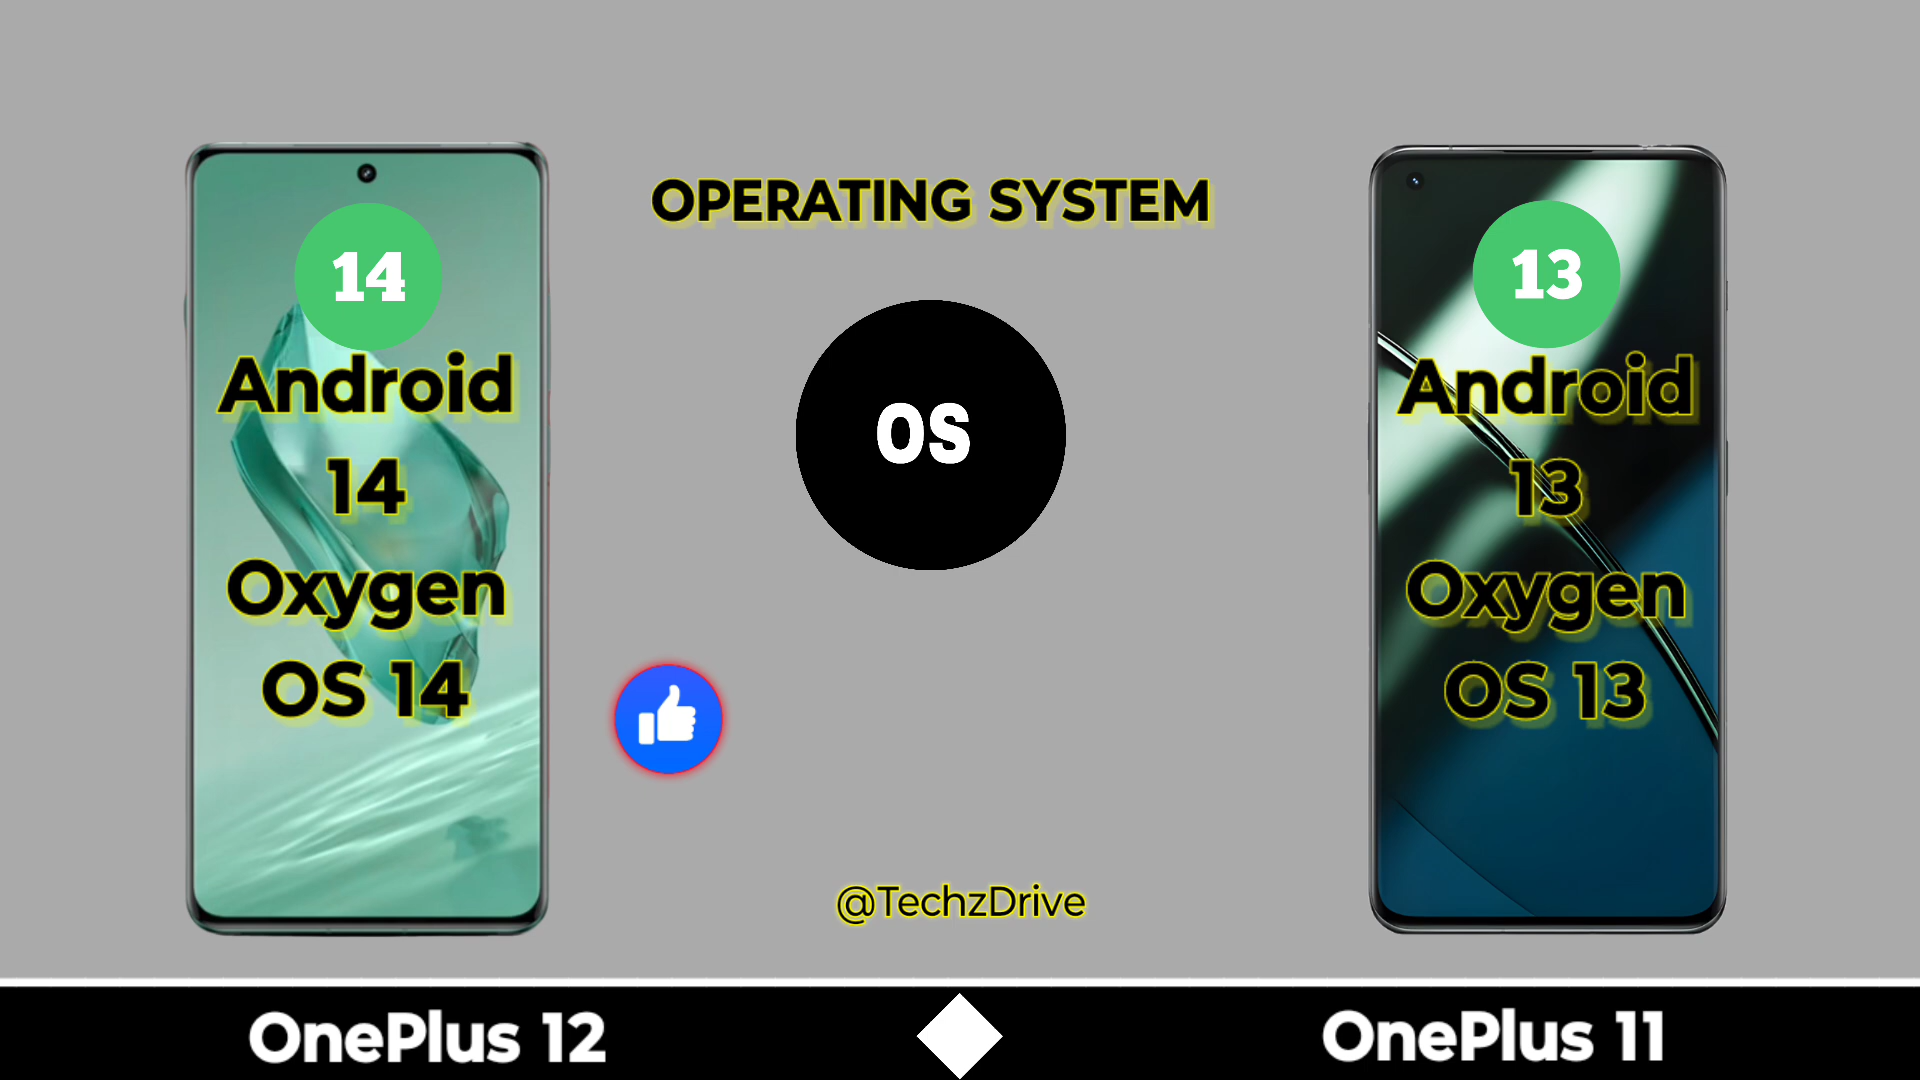 OPERATING SYSTEM
14
Android
14
Oxygen
OS 14
OS
13
Android
13
Oxygen
OS 13
@TechzDrive
OnePlus 12
OnePlus 11